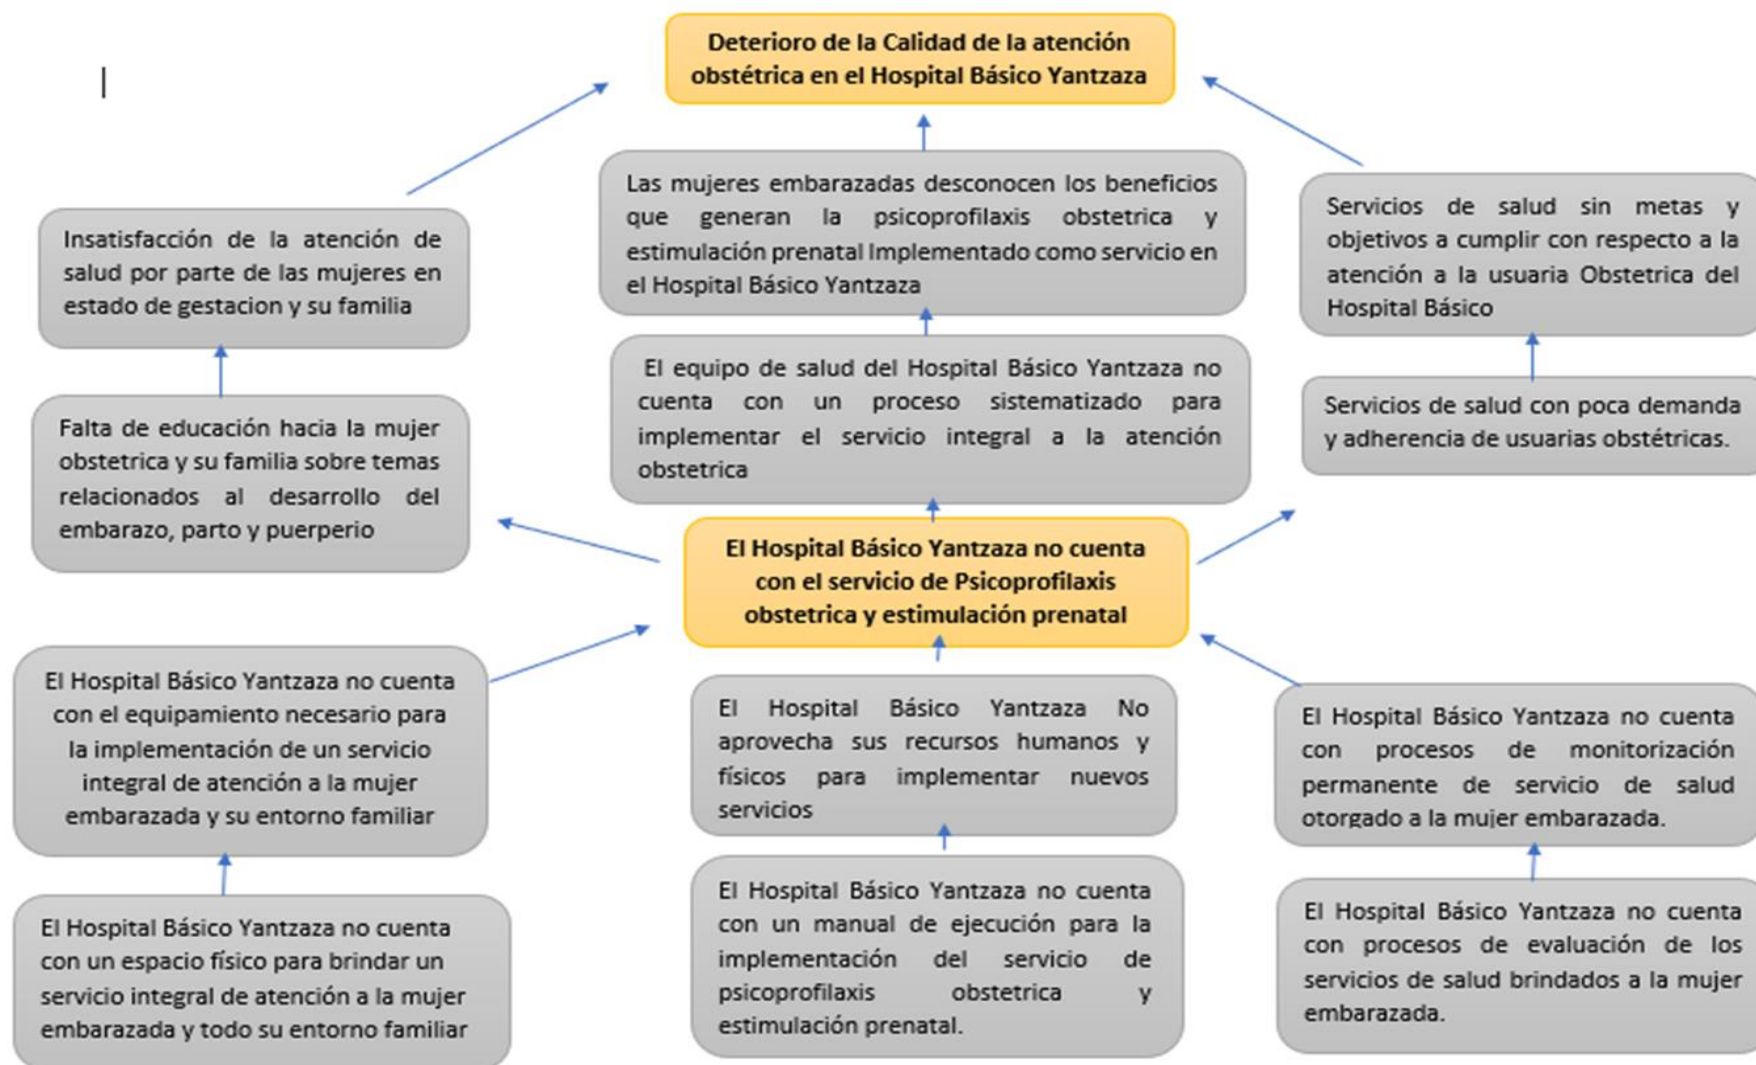 Deterioro de la Calidad de la atención
obstétrica en el Hospital Básico Yantzaza
Las mujeres embarazadas desconocen los beneficios
que generan la psicoprofilaxis obstetrica y
estimulación prenatal Implementado como servicio en
el Hospital Básico Yantzaza
Servicios de salud sin metas y
objetivos a cumplir con respecto a la
atención a la usuaria Obstetrica del
Hospital Básico
Insatisfacción de la atención de
salud por parte de las mujeres en
estado de gestacion y su familia
El equipo de salud del Hospital Básico Yantzaza no
cuenta con un proceso sistematizado para
implementar el servicio integral a la atención
obstetrica
Servicios de salud con poca demanda
y adherencia de usuarias obstétricas.
Falta de educación hacia la mujer
obstetrica y su familia sobre temas
relacionados al desarrollo del
embarazo, parto y puerperio
El Hospital Básico Yantzaza no cuenta
con el servicio de Psicoprofilaxis
obstetrica y estimulación prenatal
El Hospital Básico Yantzaza no cuenta
con el equipamiento necesario para
la implementación de un servicio
integral de atención a la mujer
embarazada y su entorno familiar
El Hospital Básico Yantzaza No
aprovecha sus recursos humanos y
físicos para implementar nuevos
servicios
El Hospital Básico Yantzaza no cuenta
con procesos de monitorización
permanente de servicio de salud
otorgado a la mujer embarazada.
El Hospital Básico Yantzaza no cuenta
con un espacio físico para brindar un
servicio integral de atención a la mujer
embarazada y todo su entorno familiar
El Hospital Básico Yantzaza no cuenta
con un manual de ejecución para la
implementación del servicio de
psicoprofilaxis obstetrica y
estimulación prenatal.
El Hospital Básico Yantzaza no cuenta
con procesos de evaluación de los
servicios de salud brindados a la mujer
embarazada.